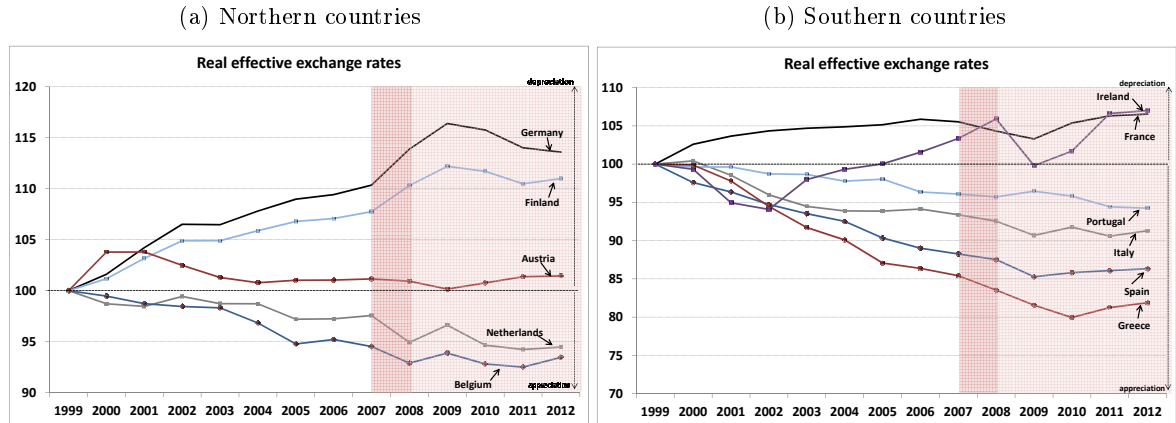 (a) Northern countries
Real effective exchange rates
120
115
110
105
100
95
90
depreciation
Germany
Finland
Austria
Netherlands
Belgium
appreciation
1999 2000 2001 2002 2003 2004 2005 2006 2007 2008 2009 2010 2011 2012
(b) Southern countries
Real effective exchange rates
110
105
100
95
90
85
80
75
70
depreciation
Ireland
France
Portugal
Italy
Spain
Greece
appreciation
1999 2000 2001 2002 2003 2004 2005 2006 2007 2008 2009 2010 2011 2012